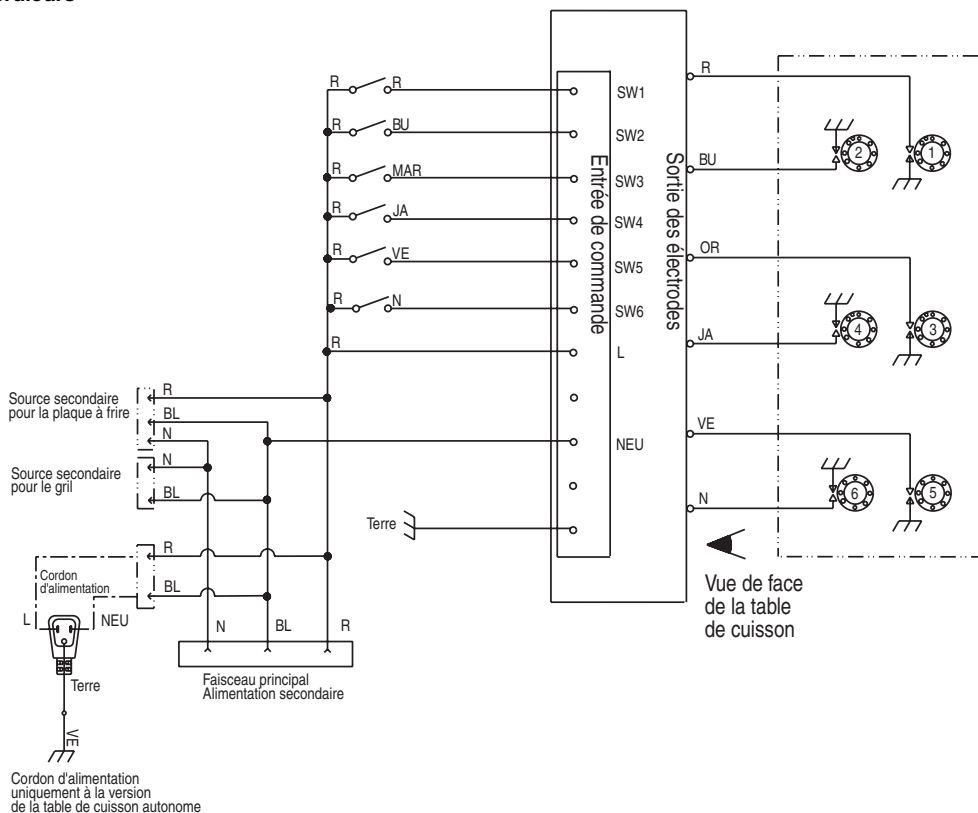 R R SW1 R
R BU SW2
2 1
BU
R MAR SW3
R JA SW4
R VE SW5 OR
R N SW6
4 3
R L JA
Entrée de commande
Sortie des électrodes
Source secondaire
pour la plaque à frire
R
BL
N
NEU
VE
Source secondaire
pour le gril
N
BL
6 5
N
Terre
R
Cordon
d'alimentation
BL
L NEU
N BL R
Vue de face
de la table
de cuisson
Faisceau principal
Alimentation secondaire
Terre
VE
Cordon d'alimentation
uniquement à la version
de la table de cuisson autonome